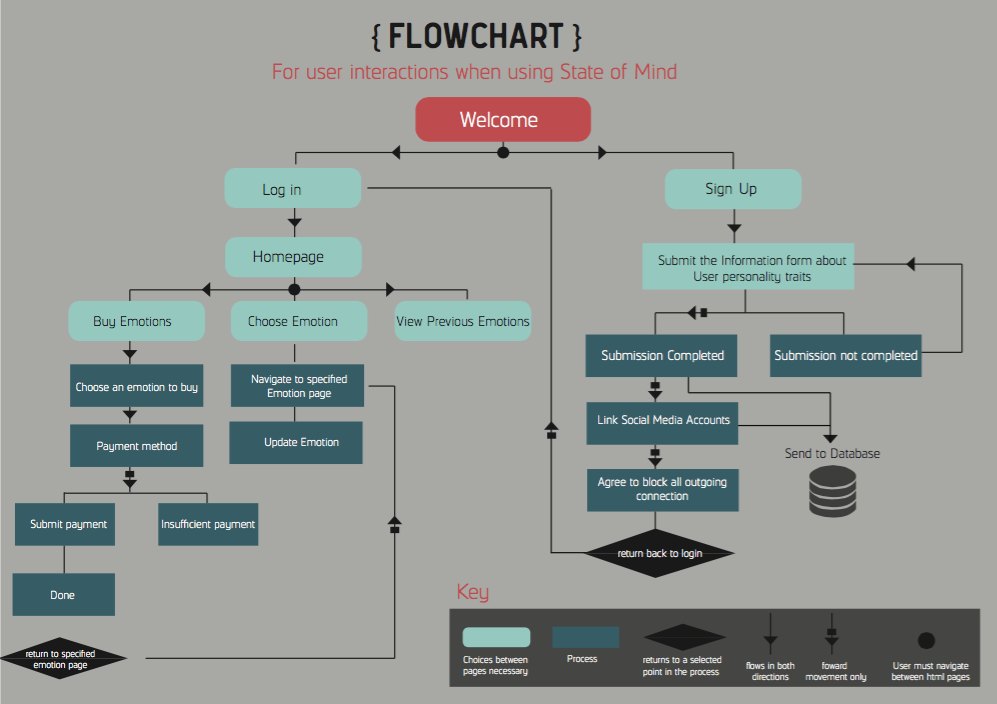 { FLOWCHART }
For user interactions when using State of Mind
Welcome
Log in
Sign Up
Homepage
Submit the Information form about
User personality traits
Buy Emotions
Choose Emotion
View Previous Emotions
Submission Completed
Submission not completed
Choose an emotion to buy
Navigate to specified
Emotion page
Link Social Media Accounts
Payment method
Update Emotion
Send to Database
Agree to block all outgoing
connection
Submit payment
Insufficient payment
return back to login
Done
return to specified
emotion page
Key
Choices between
pages necessary
Process
returns to a selected
point in the process
flows in both
directions
foward
movement only
User must navigate
between html pages